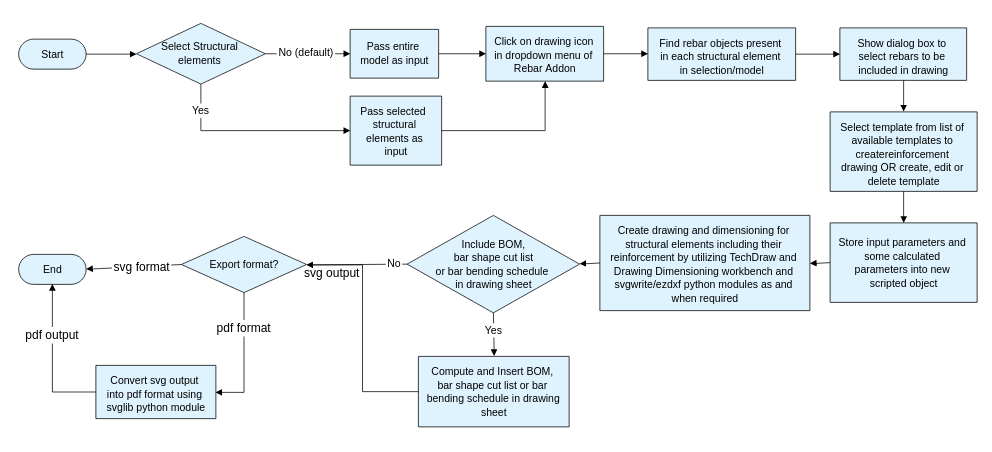 Start
Select Structural
elements
No (default)
Pass entire
model as input
Click on drawing icon
in dropdown menu of
Rebar Addon
Find rebar objects present
in each structural element
in selection/model
Show dialog box to
select rebars to be
included in drawing
Yes
Pass selected
structural
elements as
input
Select template from list of
available templates to
createreinforcement
drawing OR create, edit or
delete template
Store input parameters and
some calculated
parameters into new
scripted object
Create drawing and dimensioning for
structural elements including their
reinforcement by utilizing TechDraw and
Drawing Dimensioning workbench and
svgwrite/ezdxf python modules as and
when required
Include BOM,
bar shape cut list
or bar bending schedule
in drawing sheet
No
Yes
Compute and Insert BOM,
bar shape cut list or bar
bending schedule in drawing
sheet
svg output
Export format?
svg format
End
pdf format
Convert svg output
into pdf format using
svglib python module
pdf output